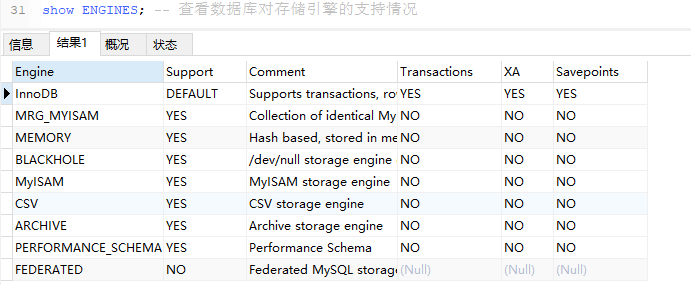 31 show ENGINES; -- 查看数据库对存储引擎的支持情况
信息 结果1 概况 状态
Engine Support Comment Transactions XA Savepoints
InnoDB DEFAULT Supports transactions, ro YES YES YES
MRG_MYISAM YES Collection of identical My NO NO NO
MEMORY YES Hash based, stored in me NO NO NO
BLACKHOLE YES /dev/null storage engine NO NO NO
MyISAM YES MyISAM storage engine NO NO NO
CSV YES CSV storage engine NO NO NO
ARCHIVE YES Archive storage engine NO NO NO
PERFORMANCE_SCHEMA YES Performance Schema NO NO NO
FEDERATED NO Federated MySQL storag (Null) (Null) (Null)